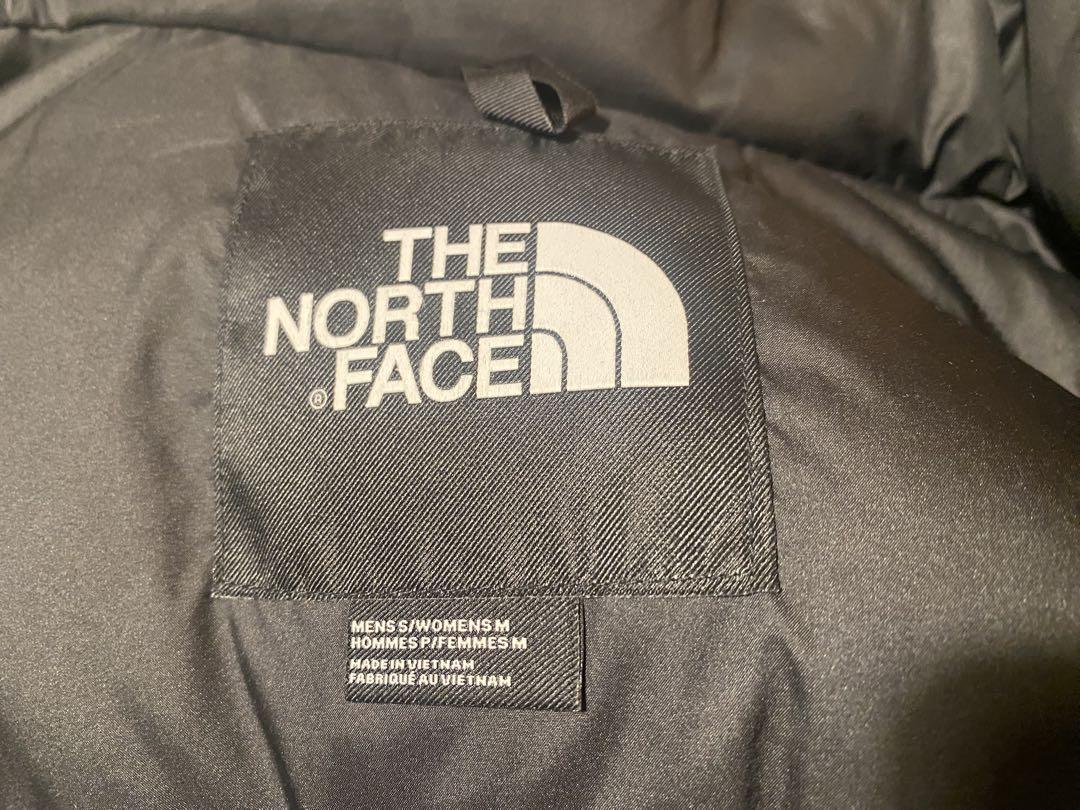 THE
NORTH
FACE
®
MENS S/WOMENS M
HOMMES P/FEMMES M
MADE IN VIETNAM
FABRIQUÉ AU VIETNAM